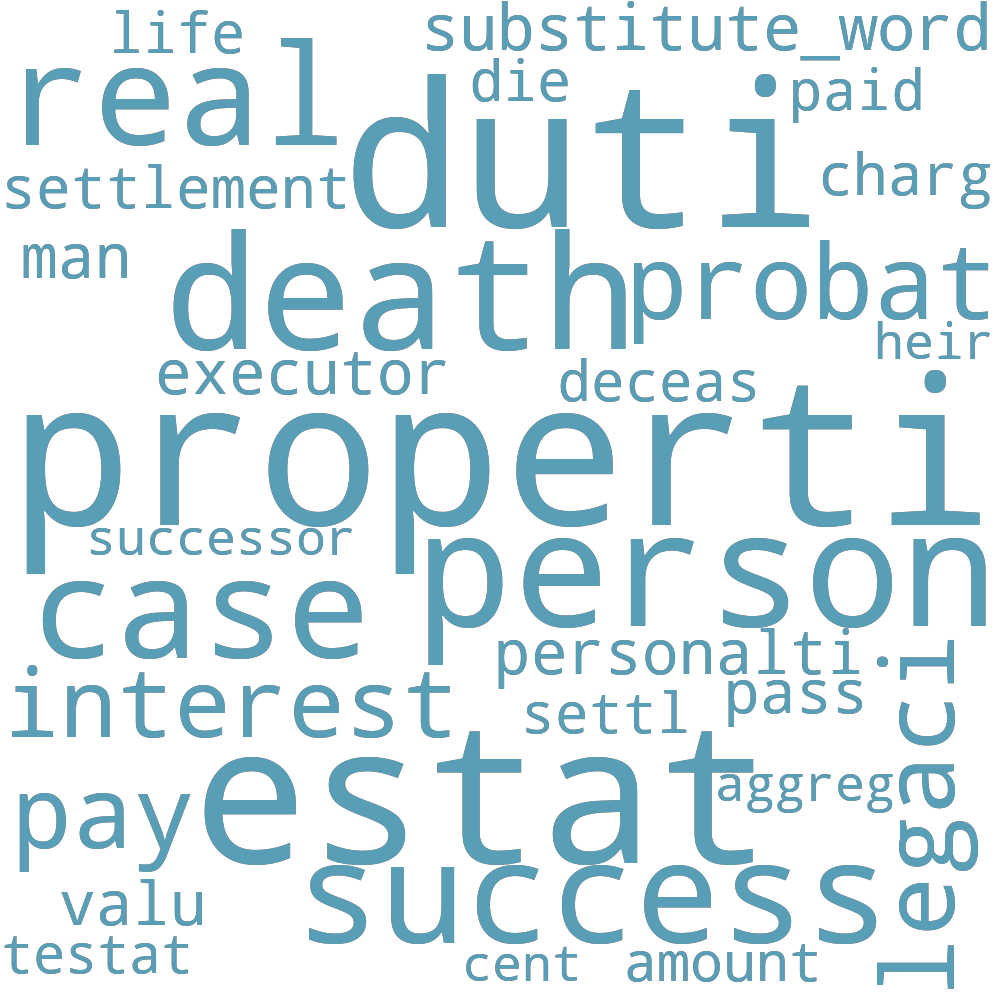 life
substitute_word
real
die
paid
duti
settlement
charg
man
death
probat
heir
executor
deceas
properti
successor
person
case
personalti
legaci
interest
pass
settl
estat
aggreg
pay
success
valu
testat
cent
amount